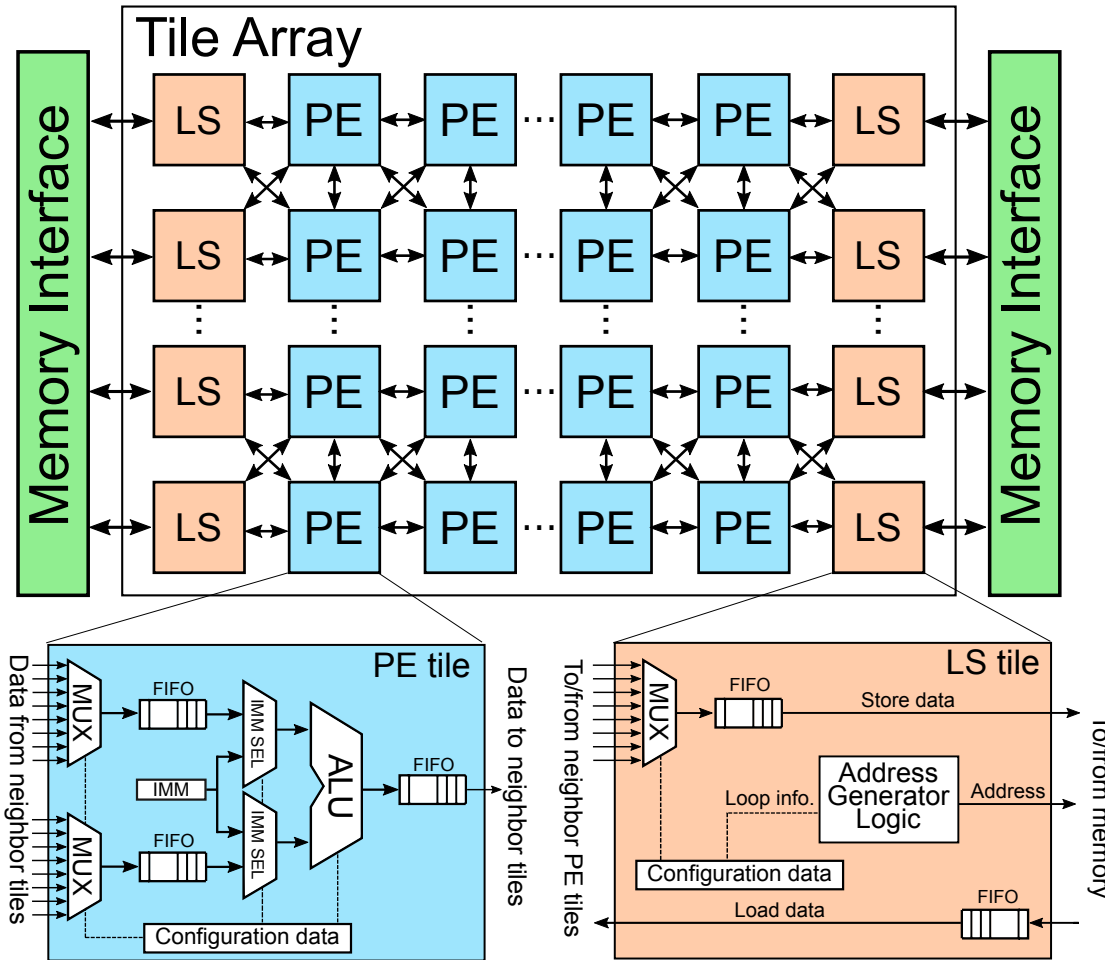 Tile Array
Memory Interface
LS PE PE ... PE PE LS
LS PE PE ... PE PE LS
LS PE PE ... PE PE LS
LS PE PE ... PE PE LS
Memory Interface
PE tile
Data from neighbor tiles
MUX
FIFO
IMM SEL
IMM
ALU
FIFO
MUX
FIFO
IMM SEL
Configuration data
Data to neighbor tiles
LS tile
To/from neighbor PE tiles
MUX
FIFO
Store data
Loop info.
Address
Generator
Logic
Address
Configuration data
Load data
FIFO
To/from memory